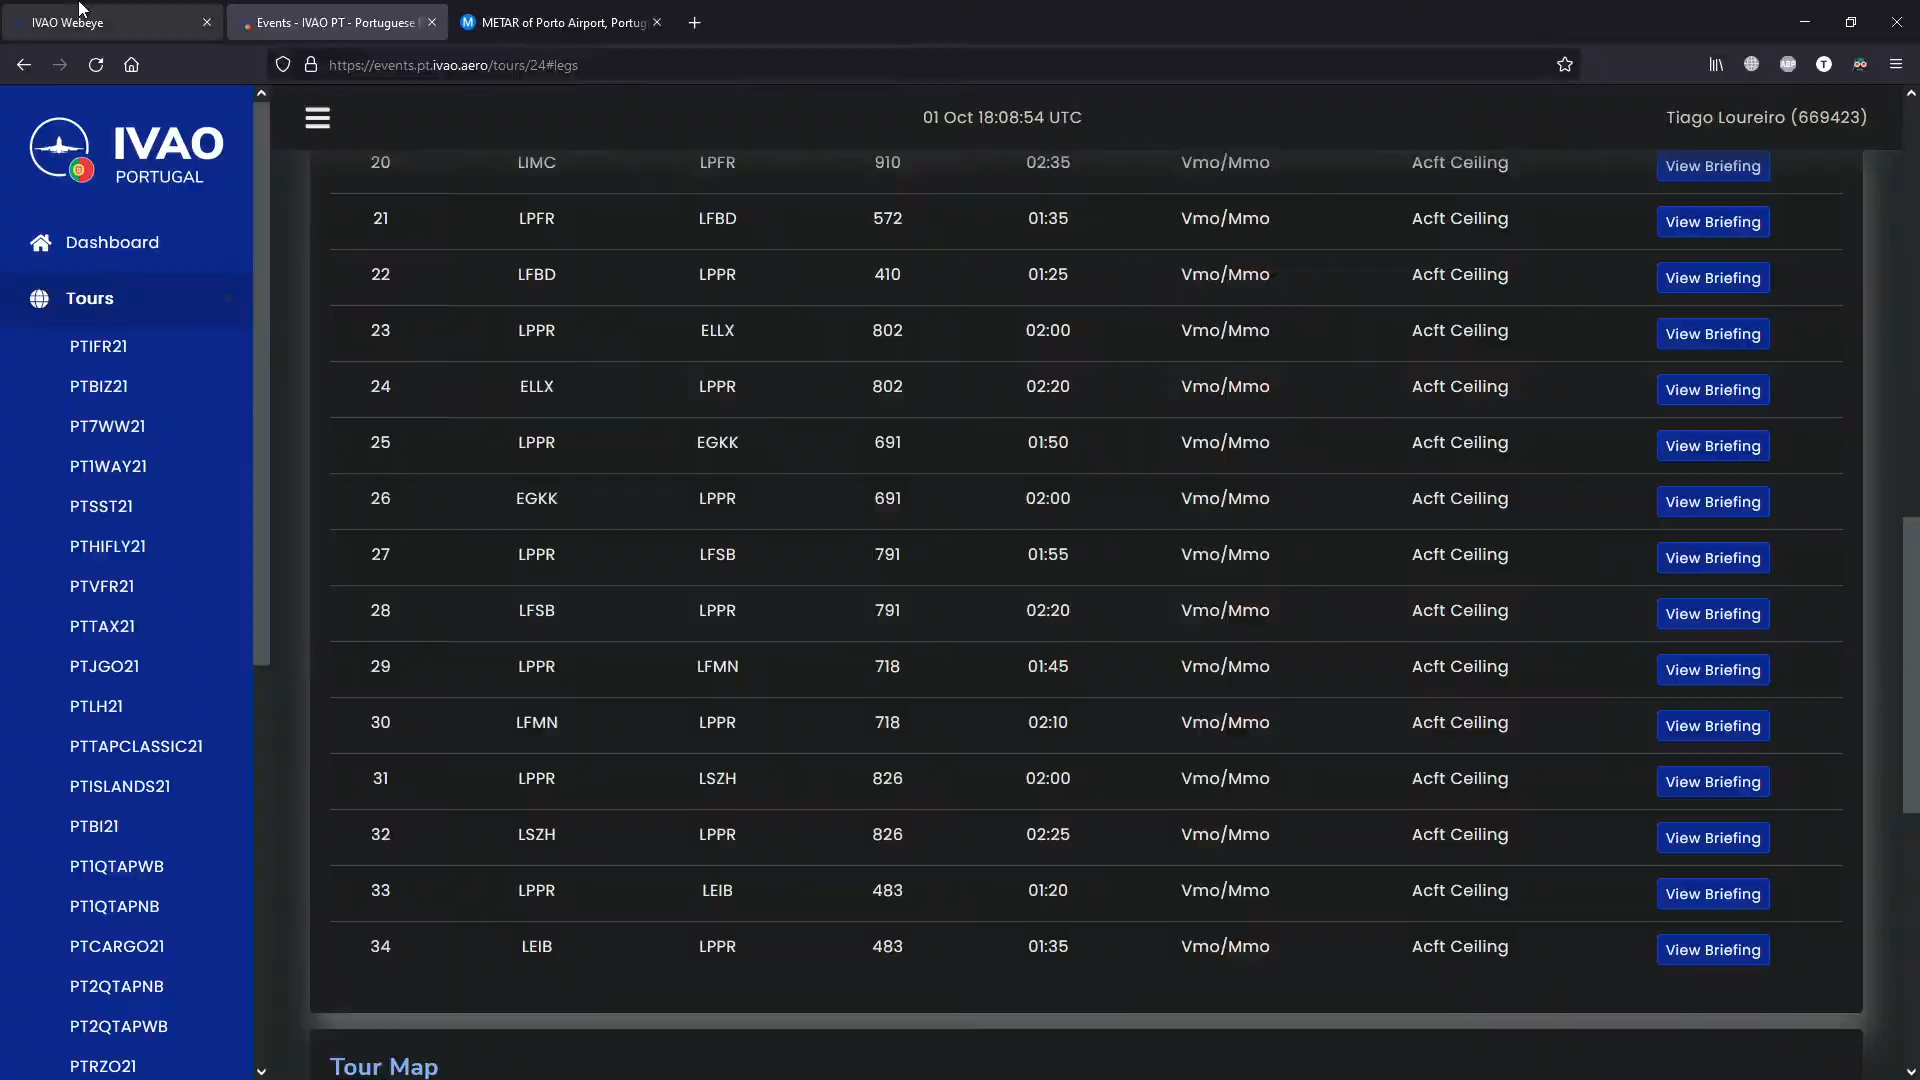 IVAO Webeye
Events - IVAO PT - Portuguese
METAR of Porto Airport, Portug
https://events.pt.ivao.aero/tours/24#legs
ABP
T
IVAO
PORTUGAL
01 Oct 18:08:54 UTC
Tiago Loureiro (669423)
Dashboard
Tours
PTIFR21
PTBIZ21
PT7WW21
PT1WAY21
PTSST21
PTHIFLY21
PTVFR21
PTTAX21
PTJGO21
PTLH21
PTTAPCLASSIC21
PTISLANDS21
PTBI21
PT1QTAPWB
PT1QTAPNB
PTCARGO21
PT2QTAPNB
PT2QTAPWB
PTRZO21
20 LIMC LPFR 910 02:35 Vmo/Mmo Acft Ceiling View Briefing
21 LPFR LFBD 572 01:35 Vmo/Mmo Acft Ceiling View Briefing
22 LFBD LPPR 410 01:25 Vmo/Mmo Acft Ceiling View Briefing
23 LPPR ELLX 802 02:00 Vmo/Mmo Acft Ceiling View Briefing
24 ELLX LPPR 802 02:20 Vmo/Mmo Acft Ceiling View Briefing
25 LPPR EGKK 691 01:50 Vmo/Mmo Acft Ceiling View Briefing
26 EGKK LPPR 691 02:00 Vmo/Mmo Acft Ceiling View Briefing
27 LPPR LFSB 791 01:55 Vmo/Mmo Acft Ceiling View Briefing
28 LFSB LPPR 791 02:20 Vmo/Mmo Acft Ceiling View Briefing
29 LPPR LFMN 718 01:45 Vmo/Mmo Acft Ceiling View Briefing
30 LFMN LPPR 718 02:10 Vmo/Mmo Acft Ceiling View Briefing
31 LPPR LSZH 826 02:00 Vmo/Mmo Acft Ceiling View Briefing
32 LSZH LPPR 826 02:25 Vmo/Mmo Acft Ceiling View Briefing
33 LPPR LEIB 483 01:20 Vmo/Mmo Acft Ceiling View Briefing
34 LEIB LPPR 483 01:35 Vmo/Mmo Acft Ceiling View Briefing
Tour Map